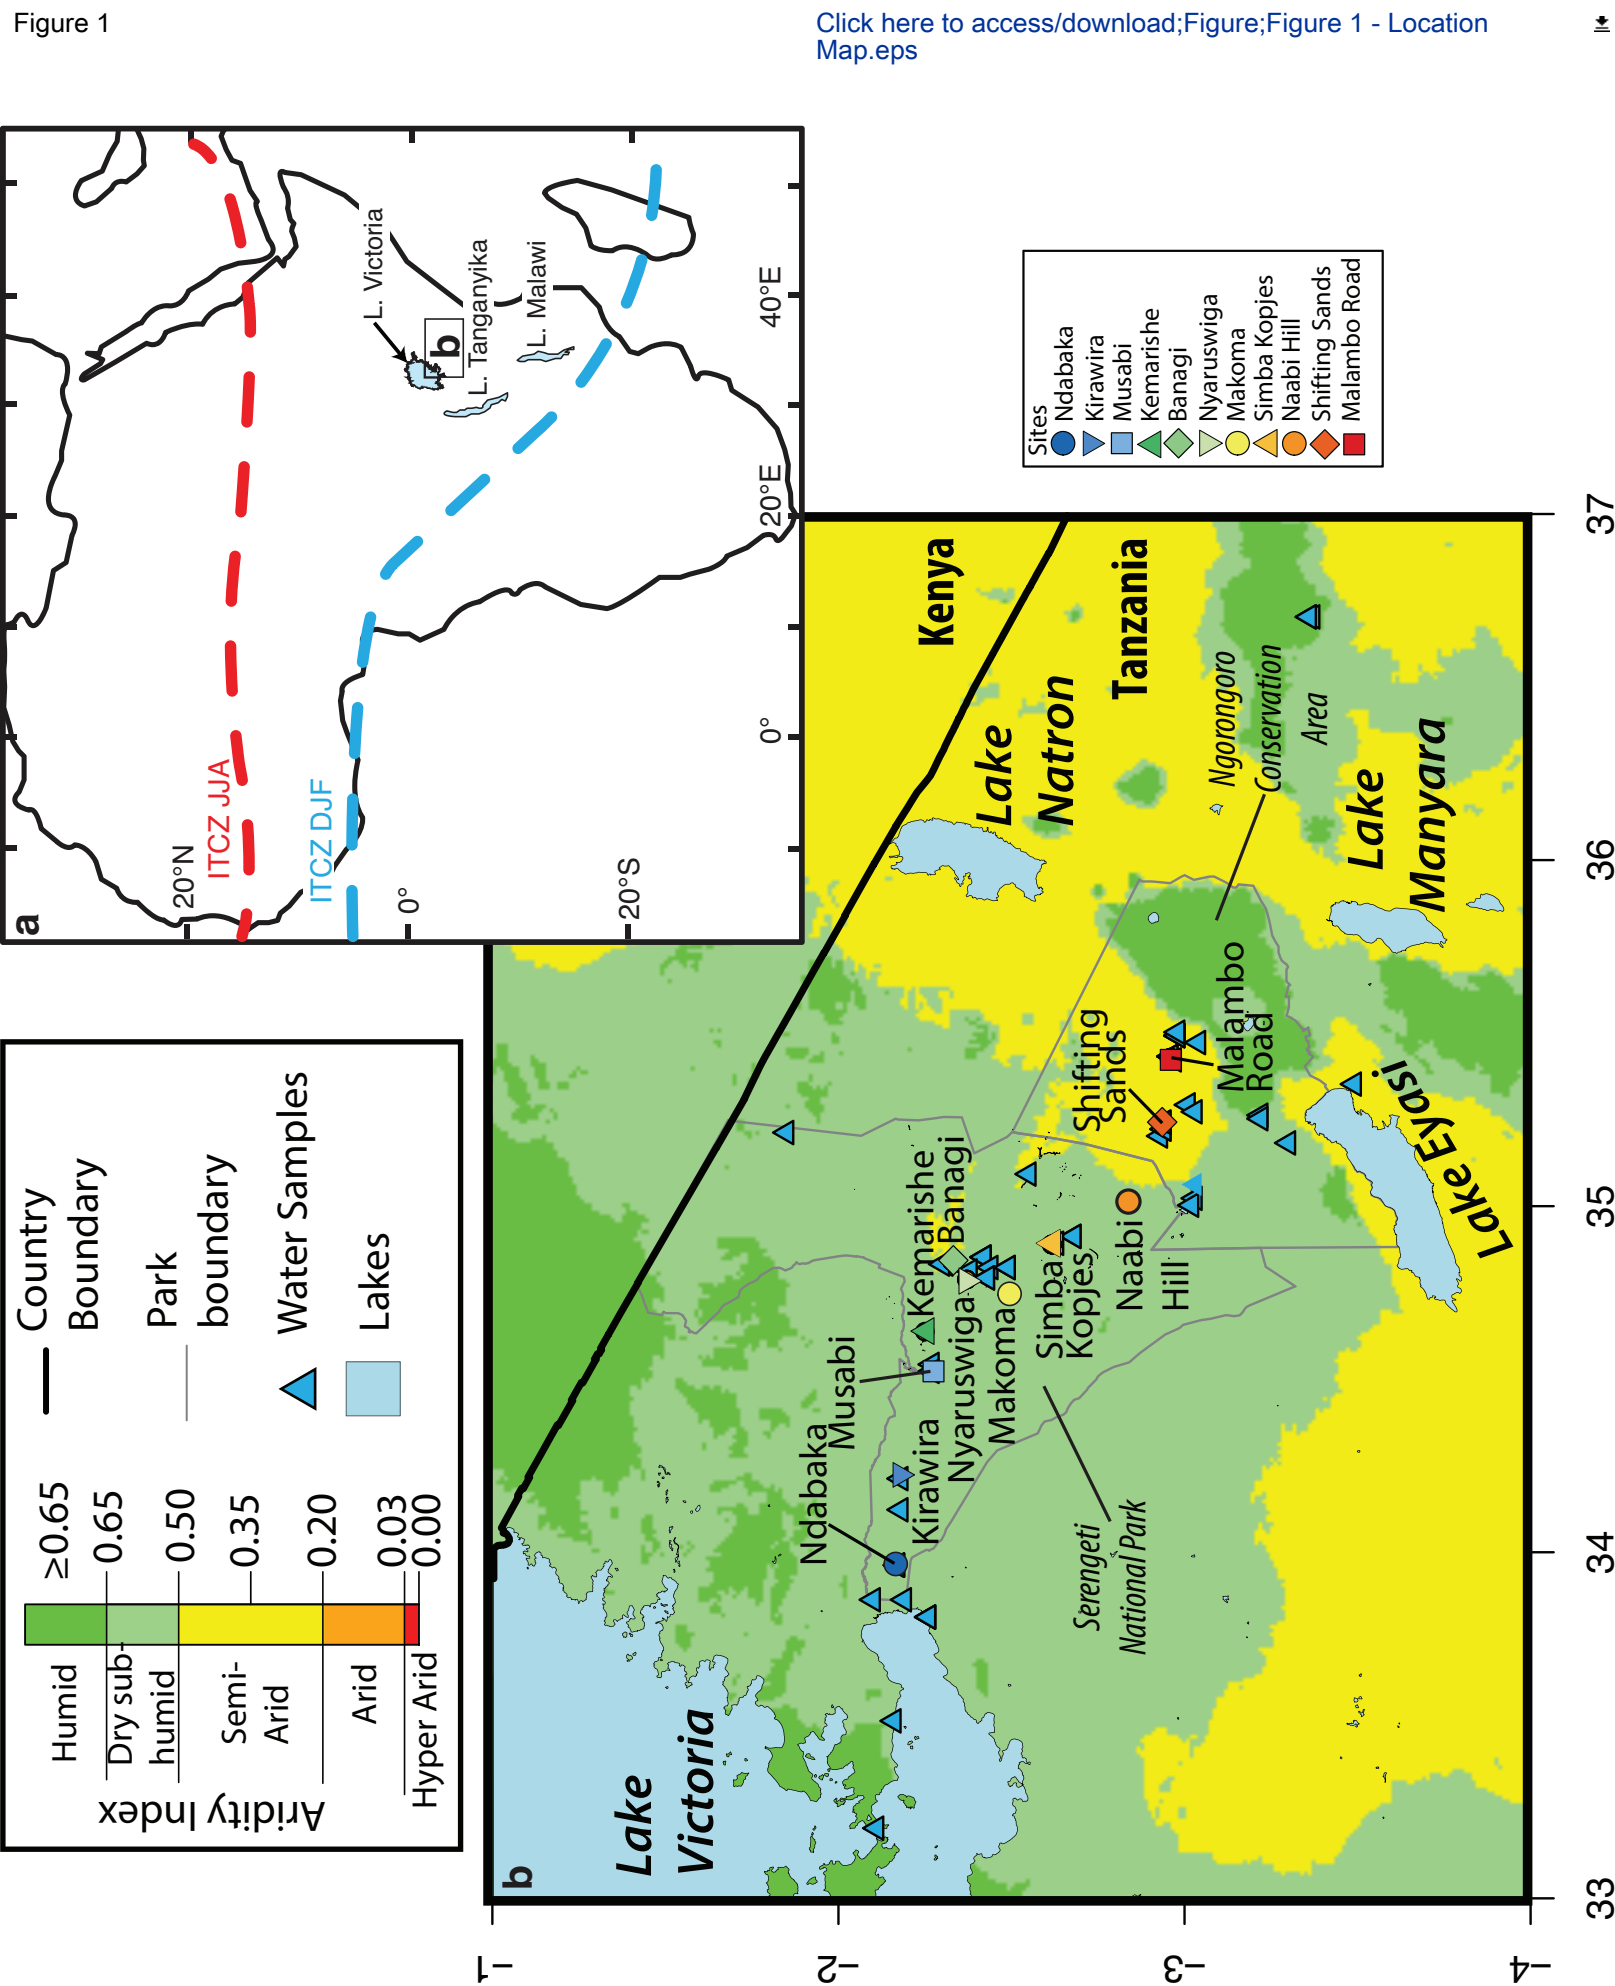 Figure 1
Click here to access/download;Figure;Figure 1 - Location
Map.eps
a
20°N
0°
20°S
0°
20°E
40°E
ITCZ JJA
ITCZ DJF
L. Victoria
b
L. Tanganyika
L. Malawi
Aridity Index
Humid
Dry sub-
humid
Semi-
Arid
Arid
Hyper Arid
≥0.65
0.65
0.50
0.35
0.20
0.03
0.00
Country
Boundary
Park
boundary
Water Samples
Lakes
Sites
Ndabaka
Kirawira
Musabi
Kemarishe
Banagi
Nyaruswiga
Makoma
Simba Kopjes
Naabi Hill
Shifting Sands
Malambo Road
b
Lake
Victoria
Ndabaka
Musabi
Kirawira
Kemarishe
Banagi
Nyaruswiga
Makoma
Simba
Kopjes
Naabi
Hill
Shifting
Sands
Malambo
Road
Serengeti
National Park
Ngorongoro
Conservation
Area
Kenya
Tanzania
Lake
Natron
Lake
Manyara
Lake Eyasi
−1
−2
−3
−4
33
34
35
36
37